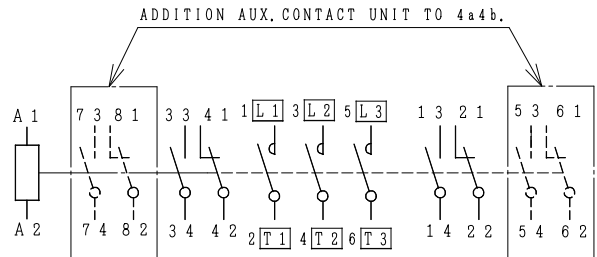 ADDITION AUX. CONTACT UNIT TO 4a4b.
A1 73 81 33 41 1 L1 3 L2 5 L3 13 21 53 61
A2 74 82 34 42 2 T1 4 T2 6 T3 14 22 54 62